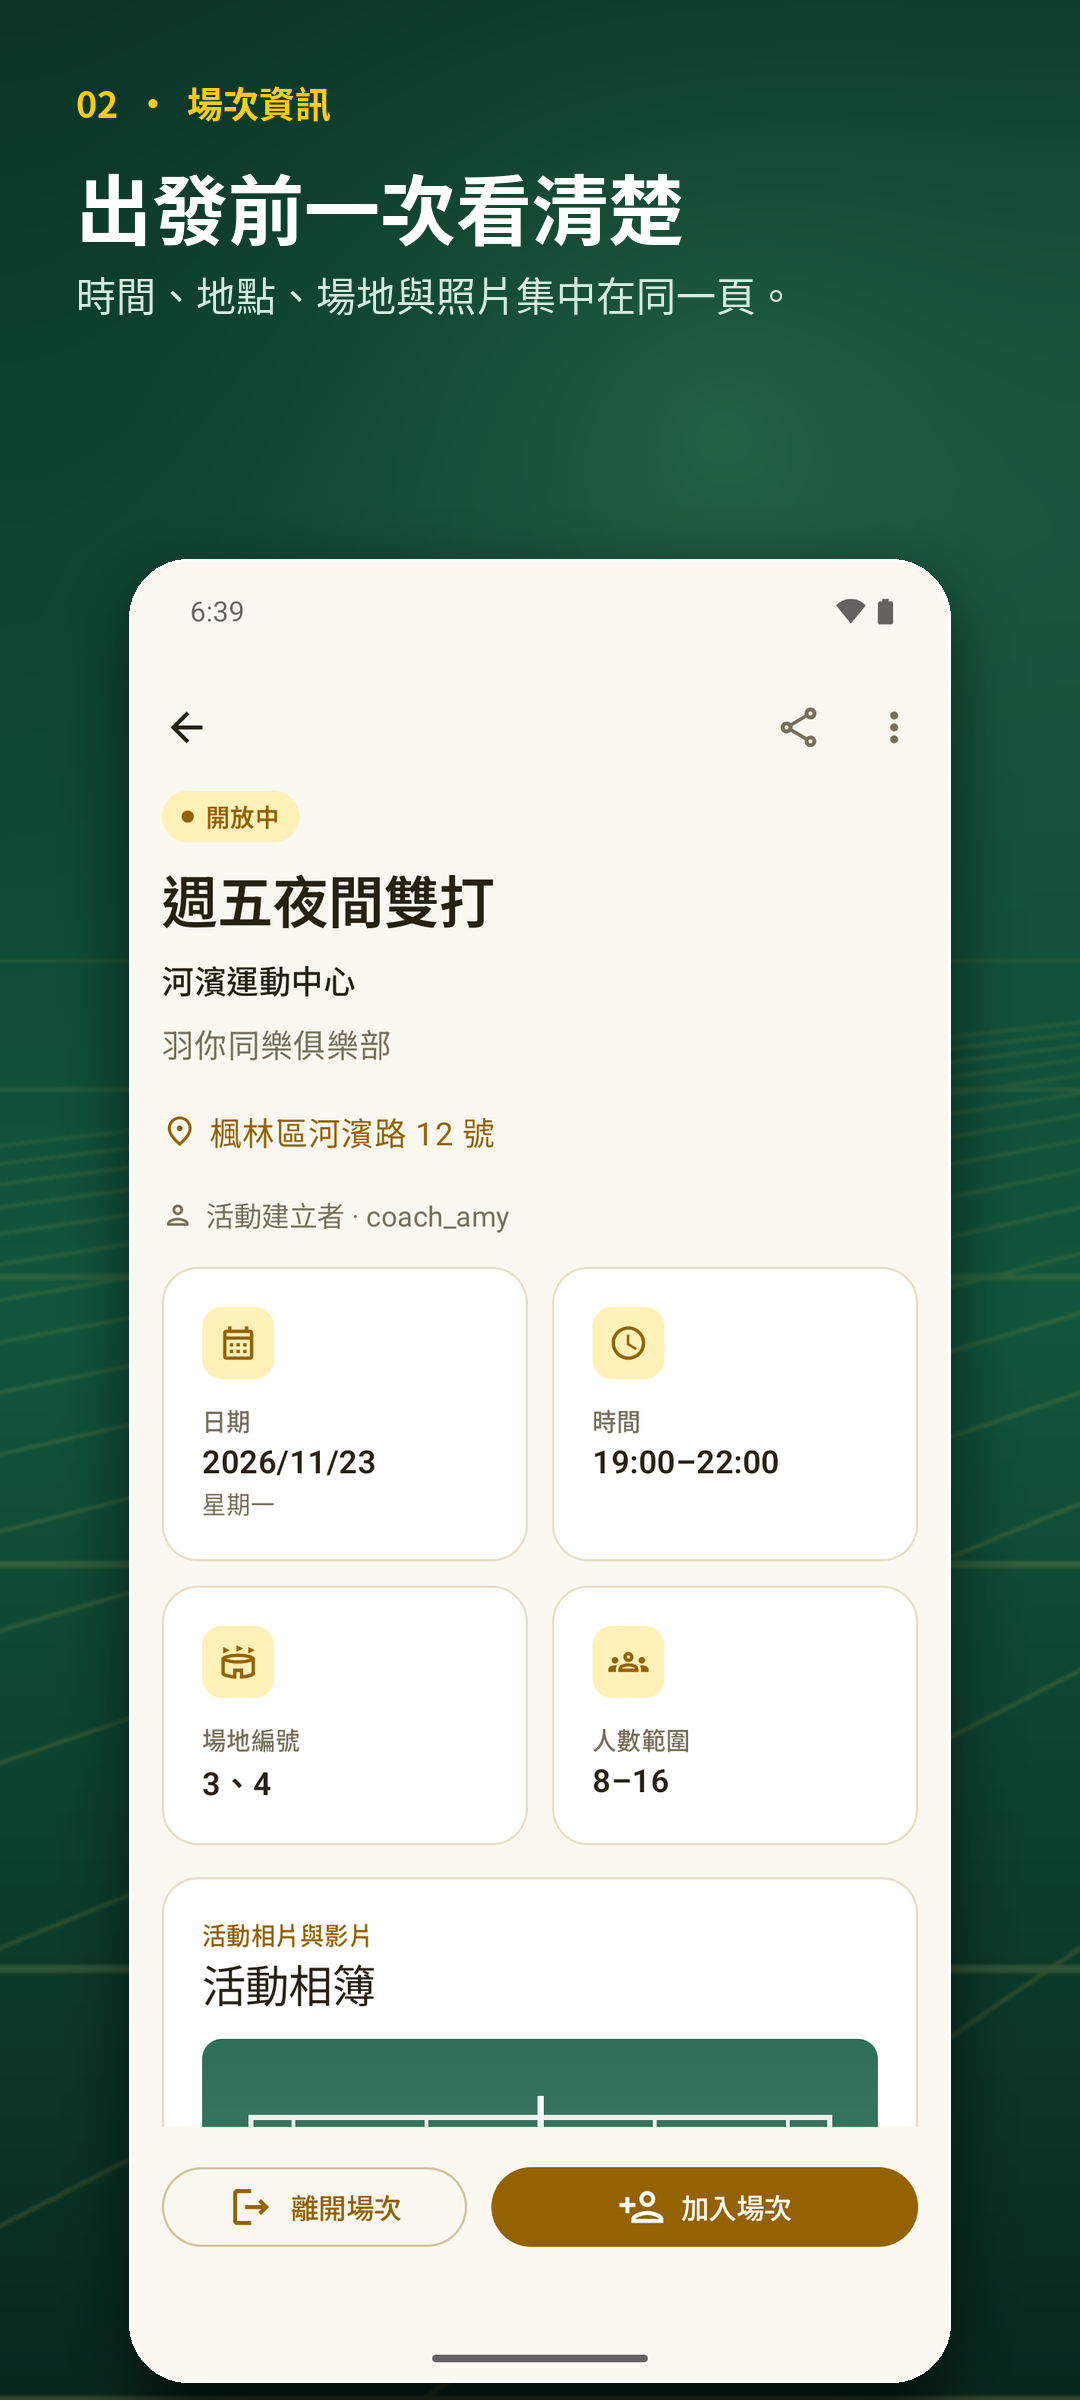 02 • 場次資訊
出發前一次看清楚
時間、地點、場地與照片集中在同一頁。
6:39
開放中
週五夜間雙打
河濱運動中心
羽你同樂俱樂部
楓林區河濱路 12 號
活動建立者 · coach_amy
日期
2026/11/23
星期一
時間
19:00–22:00
場地編號
3、4
人數範圍
8–16
活動相片與影片
活動相簿
離開場次
加入場次